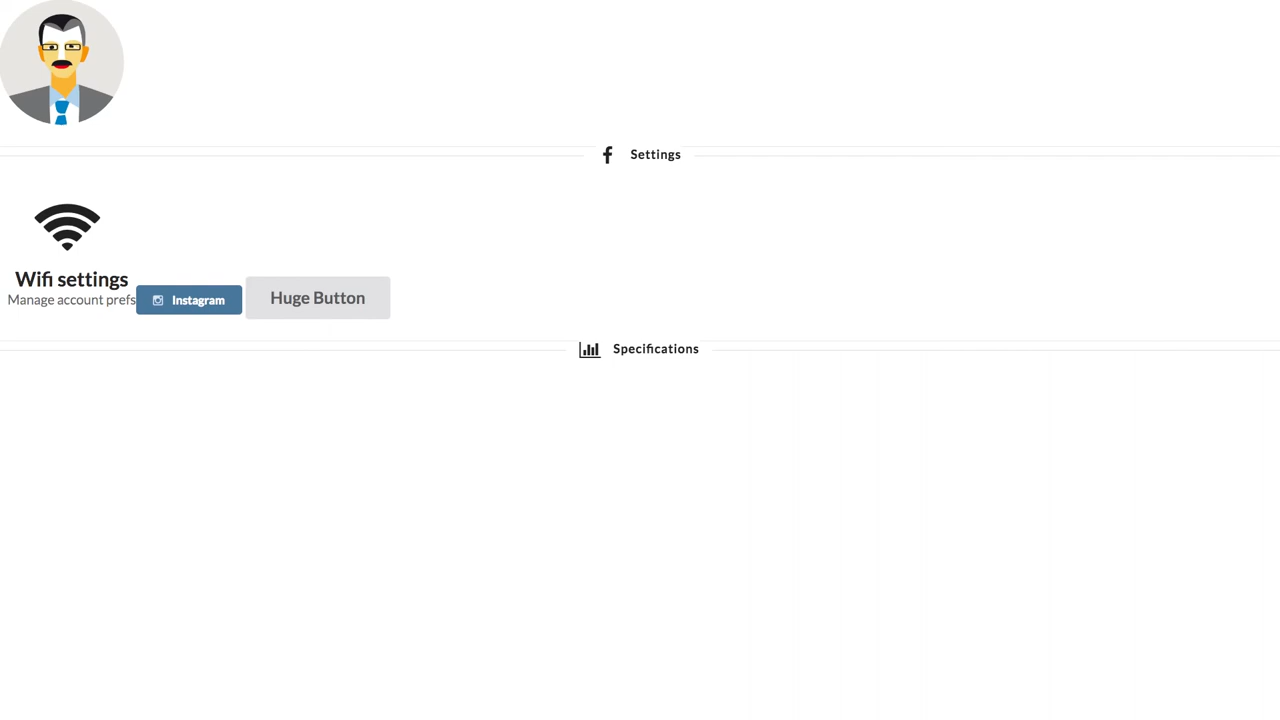 Settings
Wifi settings
Manage account prefs
Instagram
Huge Button
Specifications